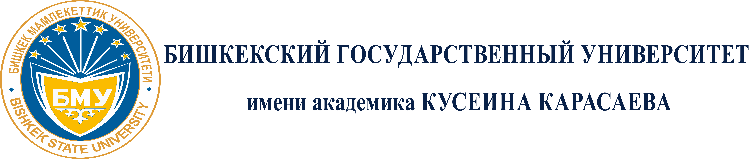 БИШКЕК МАМЛЕКЕТТИК УНИВЕРСИТЕТИ
БМУ
BISHKEK STATE UNIVERSITY
БИШКЕКСКИЙ ГОСУДАРСТВЕННЫЙ УНИВЕРСИТЕТ
имени академика КУСЕИНА КАРАСАЕВА